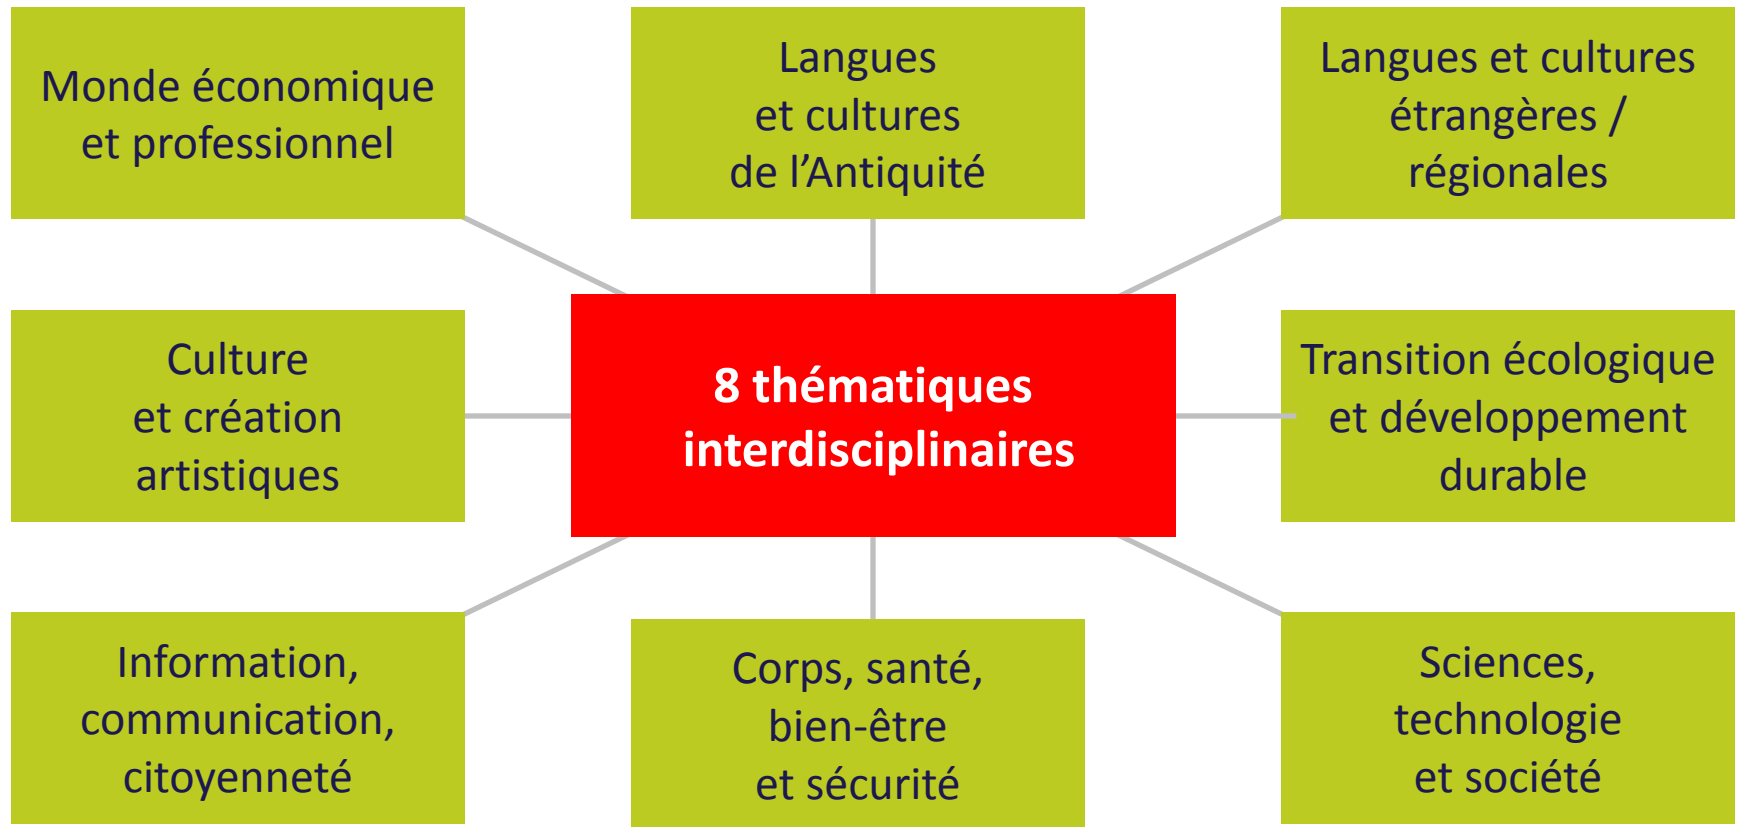 Monde économique
et professionnel
Langues
et cultures
de l’Antiquité
Langues et cultures
étrangères /
régionales
Culture
et création
artistiques
8 thématiques
interdisciplinaires
Transition écologique
et développement
durable
Information,
communication,
citoyenneté
Corps, santé,
bien-être
et sécurité
Sciences,
technologie
et société